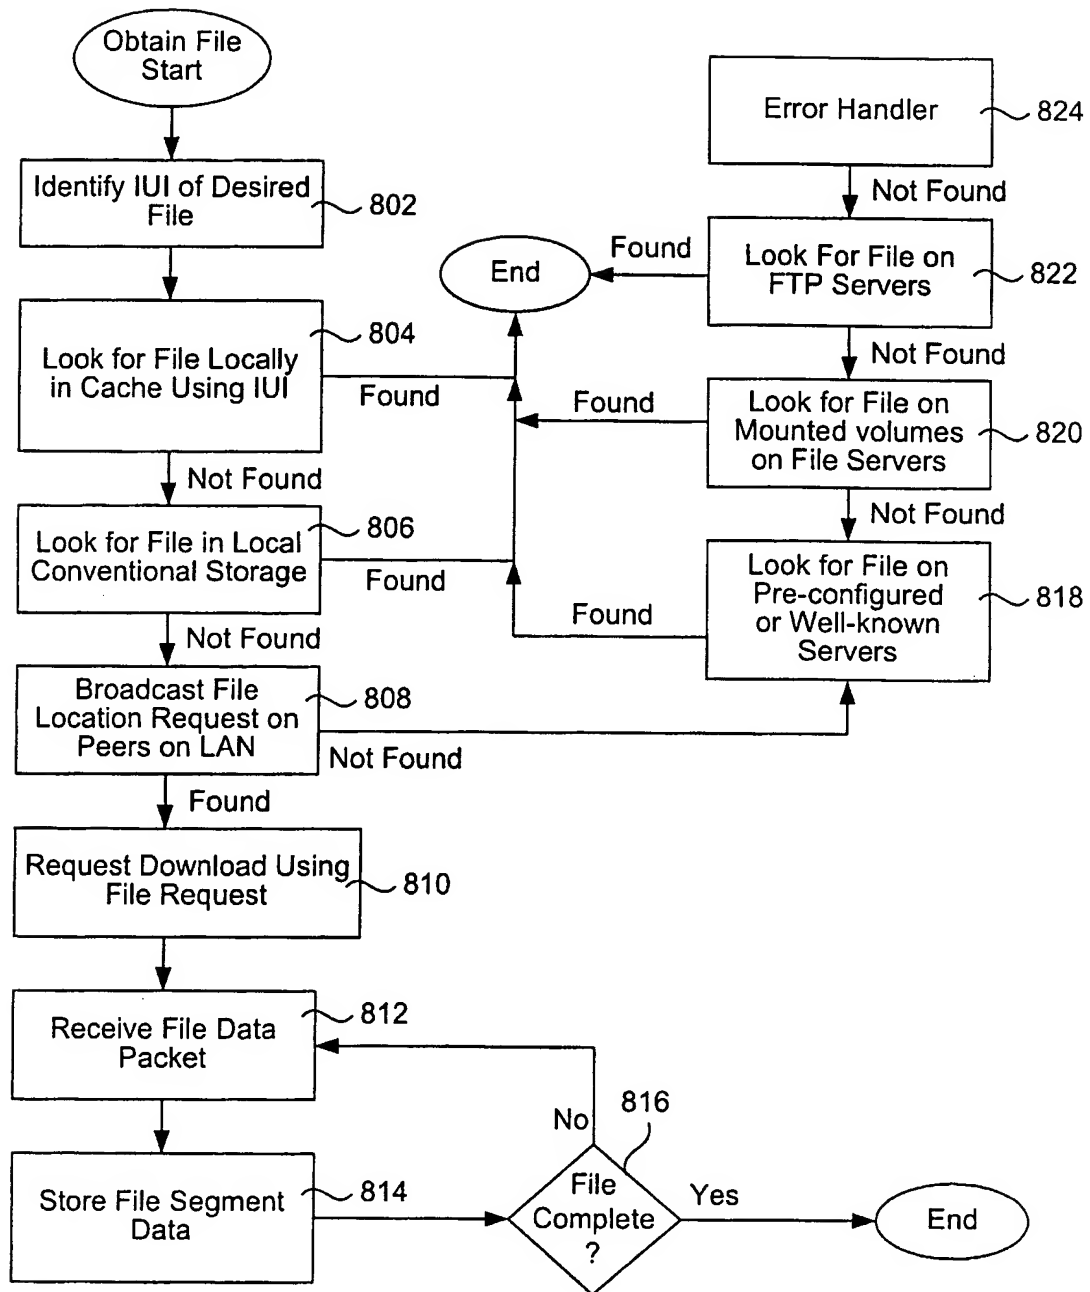 Obtain File
Start
Identify IUI of Desired
File
802
Look for File Locally
in Cache Using IUI
804
Found
Not Found
Look for File in Local
Conventional Storage
806
Found
Not Found
Broadcast File
Location Request on
Peers on LAN
808
Not Found
Found
Request Download Using
File Request
810
Receive File Data
Packet
812
Store File Segment
Data
814
File
Complete
?
816
No
Yes
End
End
Error Handler
824
Not Found
Look For File on
FTP Servers
822
Found
Not Found
Look for File on
Mounted volumes
on File Servers
820
Found
Not Found
Look for File on
Pre-configured
or Well-known
Servers
818
Found